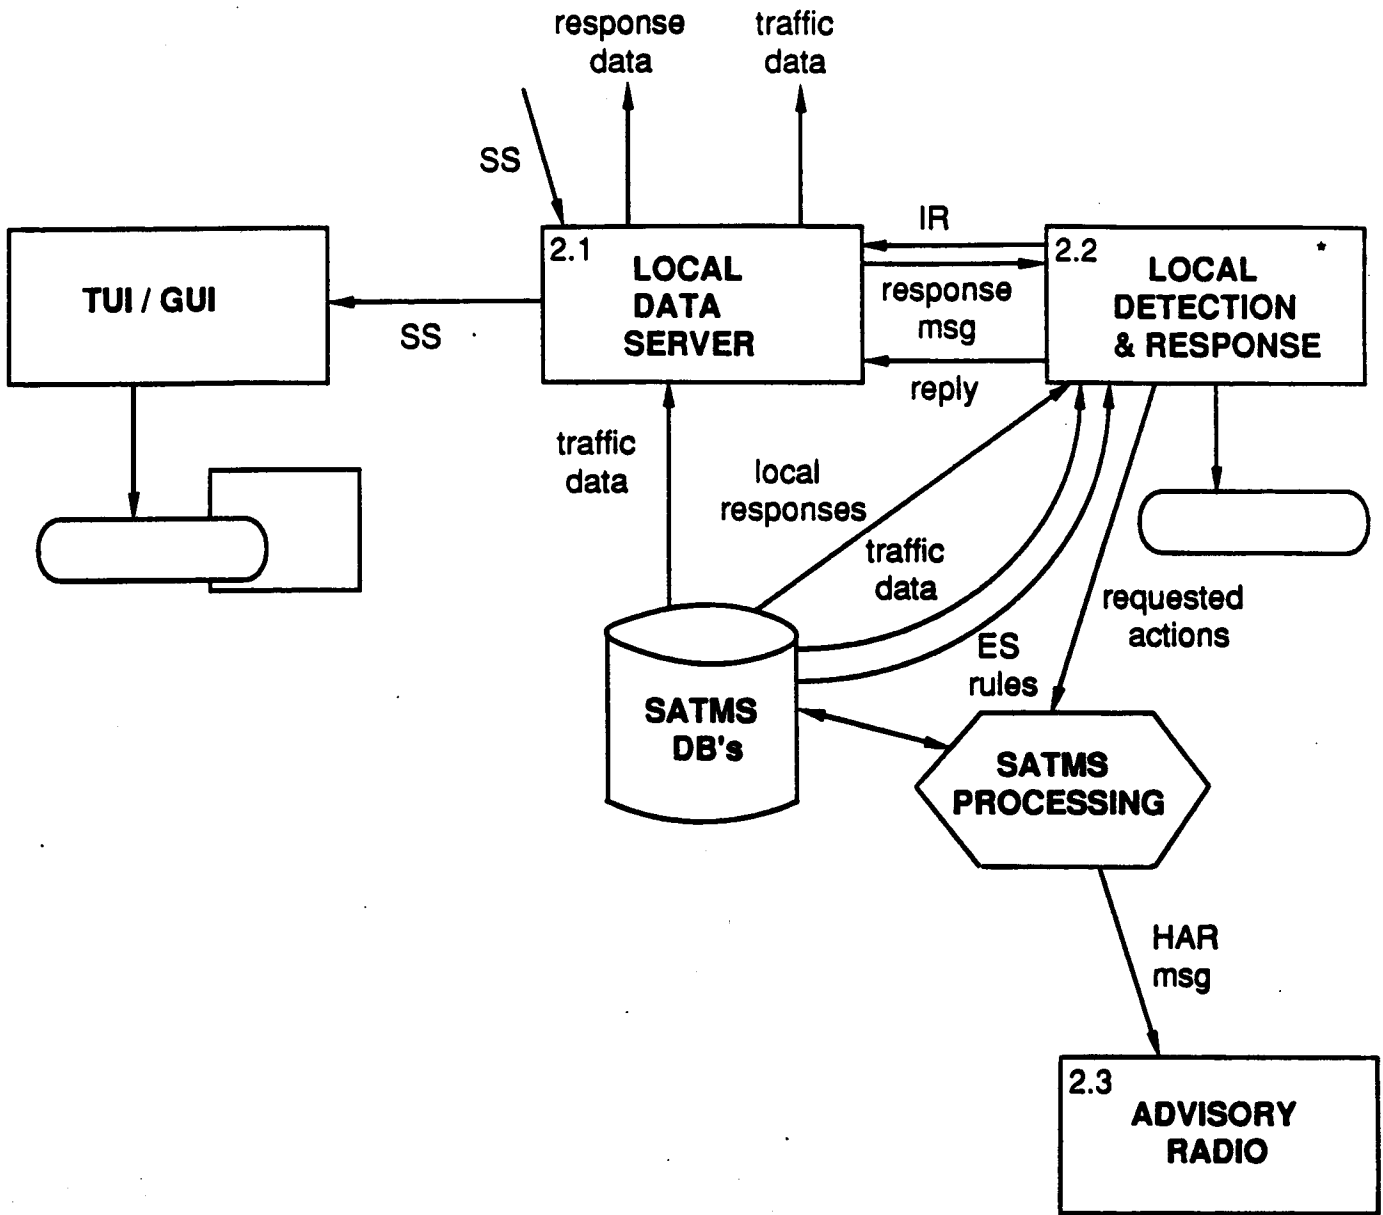 response
data
traffic
data
SS
IR
2.1
LOCAL
DATA
SERVER
2.2
*
LOCAL
DETECTION
& RESPONSE
TUI / GUI
SS
response
msg
reply
traffic
data
local
responses
traffic
data
requested
actions
ES
rules
SATMS
DB's
SATMS
PROCESSING
HAR
msg
2.3
ADVISORY
RADIO